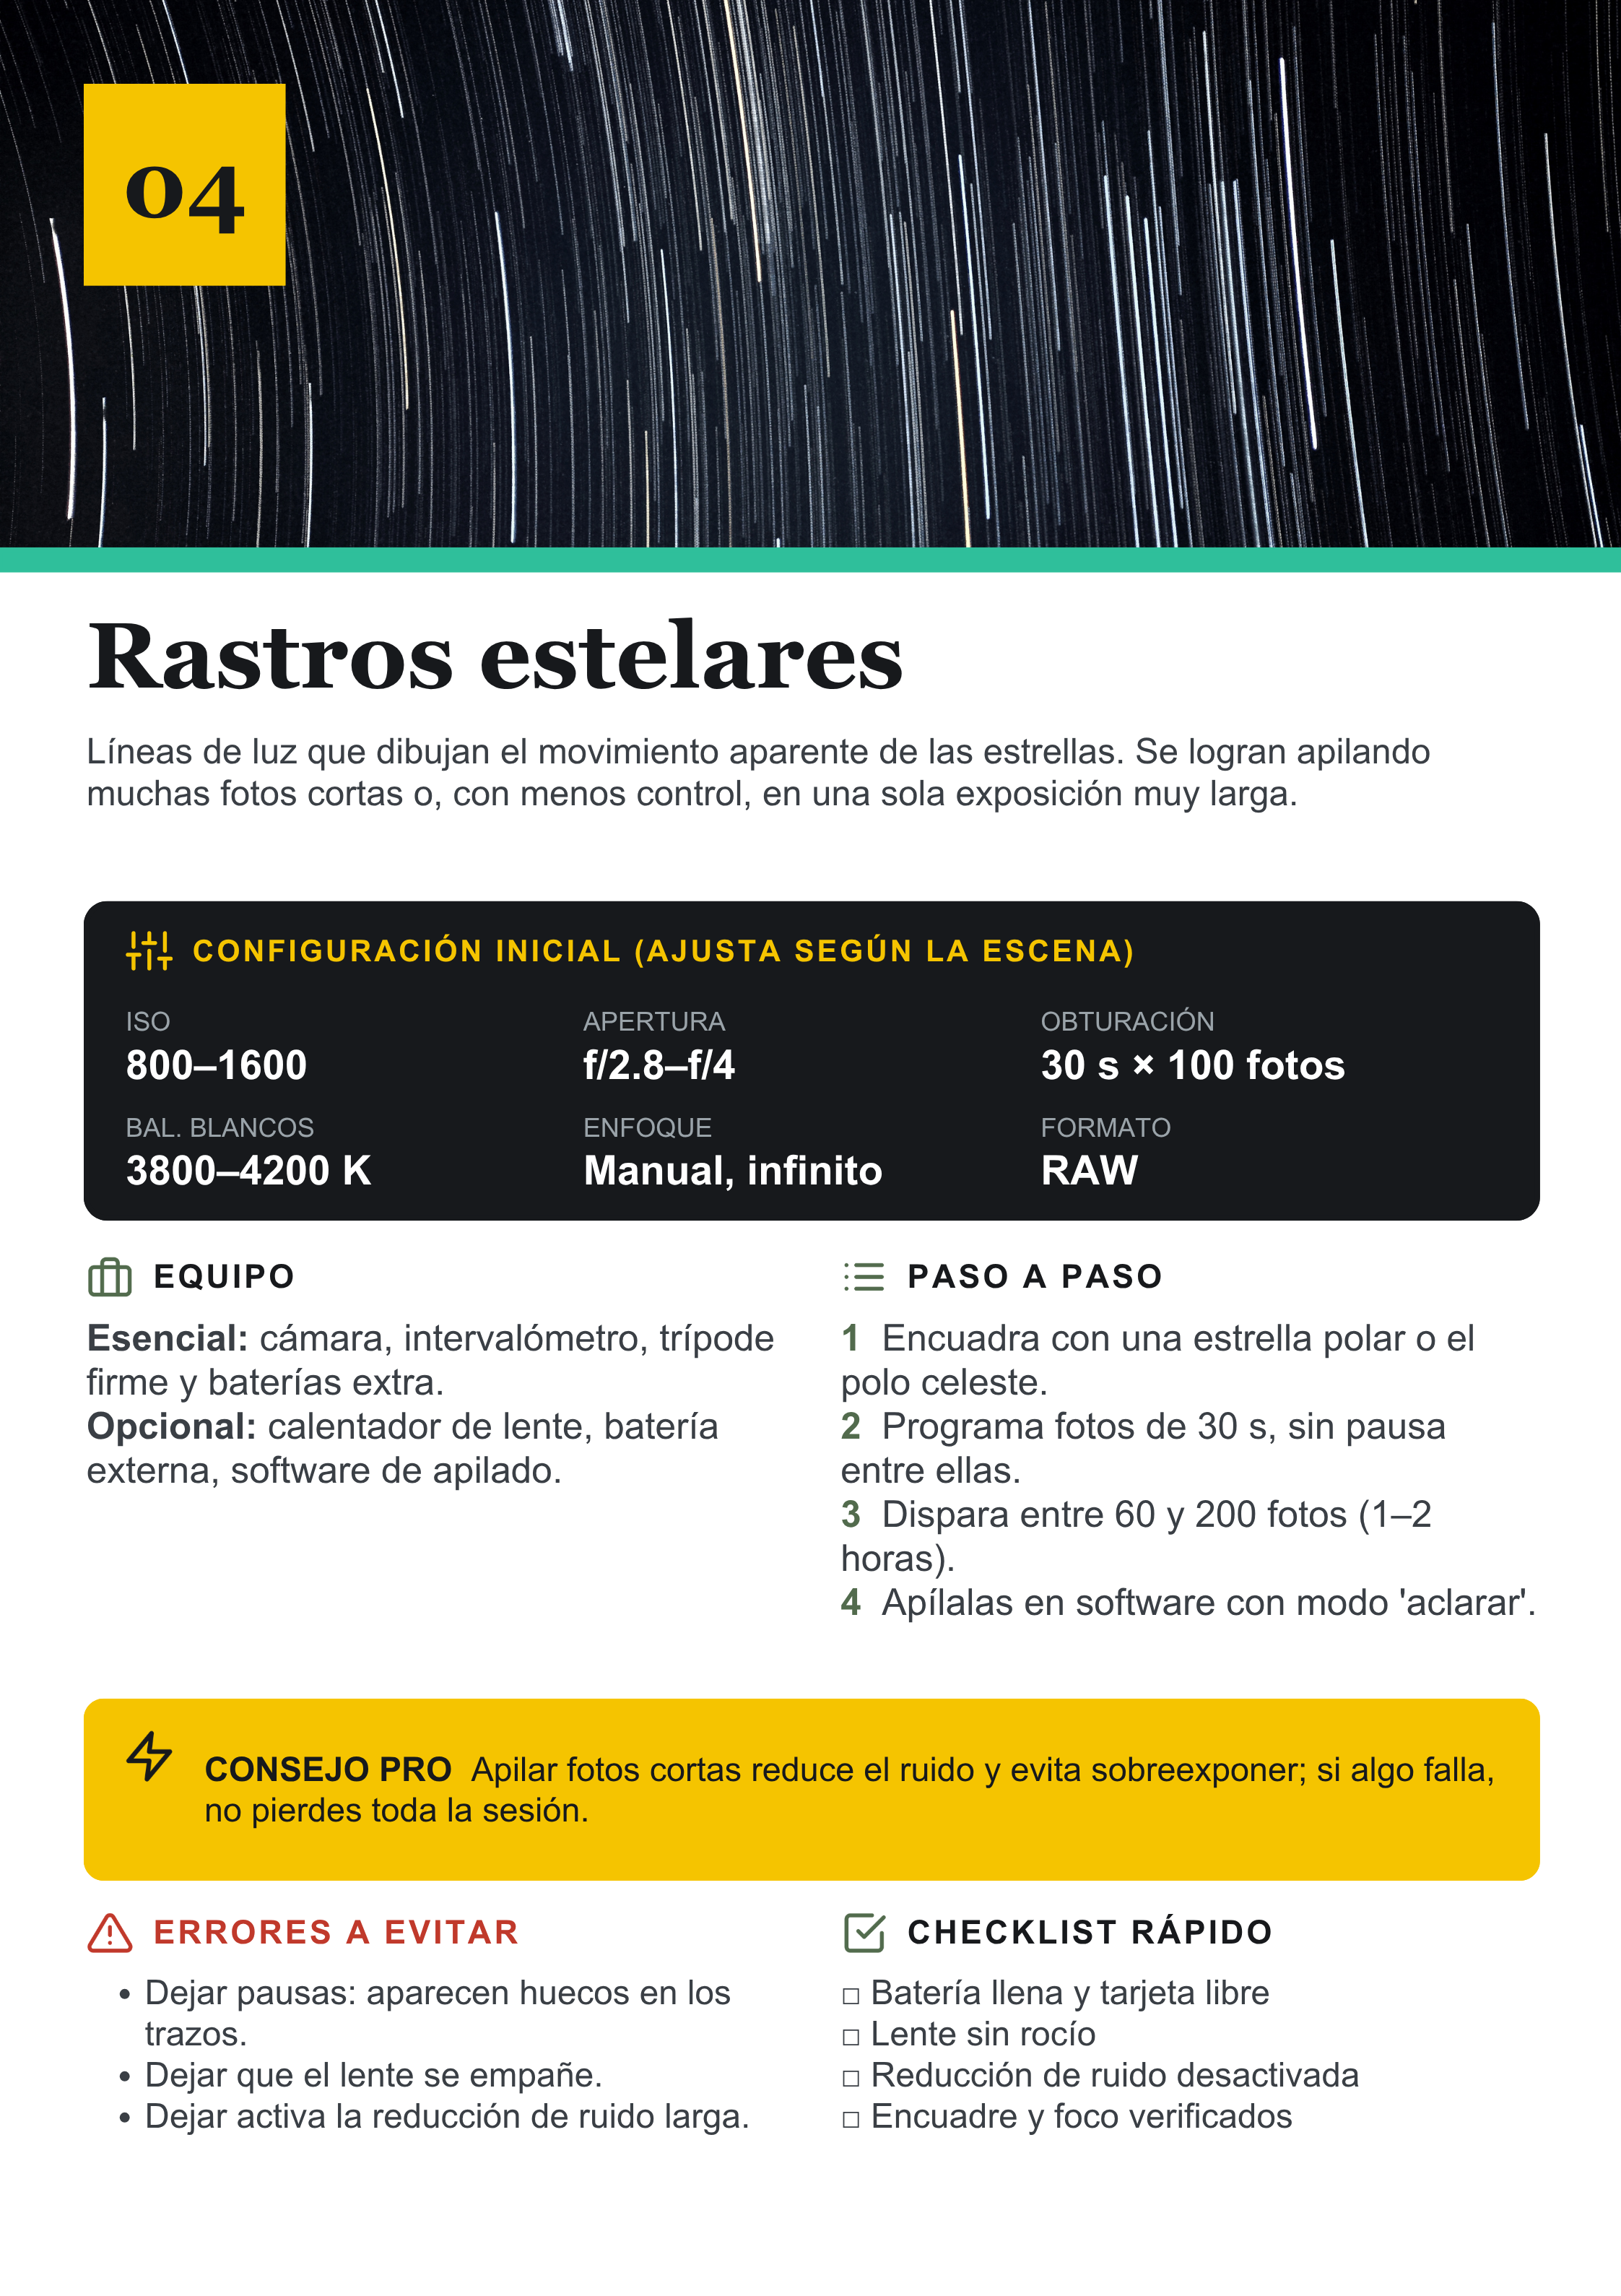 04
Rastros estelares
Líneas de luz que dibujan el movimiento aparente de las estrellas. Se logran apilando
muchas fotos cortas o, con menos control, en una sola exposición muy larga.
CONFIGURACIÓN INICIAL (AJUSTA SEGÚN LA ESCENA)
ISO
800–1600
APERTURA
f/2.8–f/4
OBTURACIÓN
30 s × 100 fotos
BAL. BLANCOS
3800–4200 K
ENFOQUE
Manual, infinito
FORMATO
RAW
EQUIPO
Esencial: cámara, intervalómetro, trípode
firme y baterías extra.
Opcional: calentador de lente, batería
externa, software de apilado.
PASO A PASO
1 Encuadra con una estrella polar o el
polo celeste.
2 Programa fotos de 30 s, sin pausa
entre ellas.
3 Dispara entre 60 y 200 fotos (1–2
horas).
4 Apílalas en software con modo 'aclarar'.
CONSEJO PRO Apilar fotos cortas reduce el ruido y evita sobreexponer; si algo falla,
no pierdes toda la sesión.
ERRORES A EVITAR
• Dejar pausas: aparecen huecos en los
trazos.
• Dejar que el lente se empañe.
• Dejar activa la reducción de ruido larga.
CHECKLIST RÁPIDO
□ Batería llena y tarjeta libre
□ Lente sin rocío
□ Reducción de ruido desactivada
□ Encuadre y foco verificados